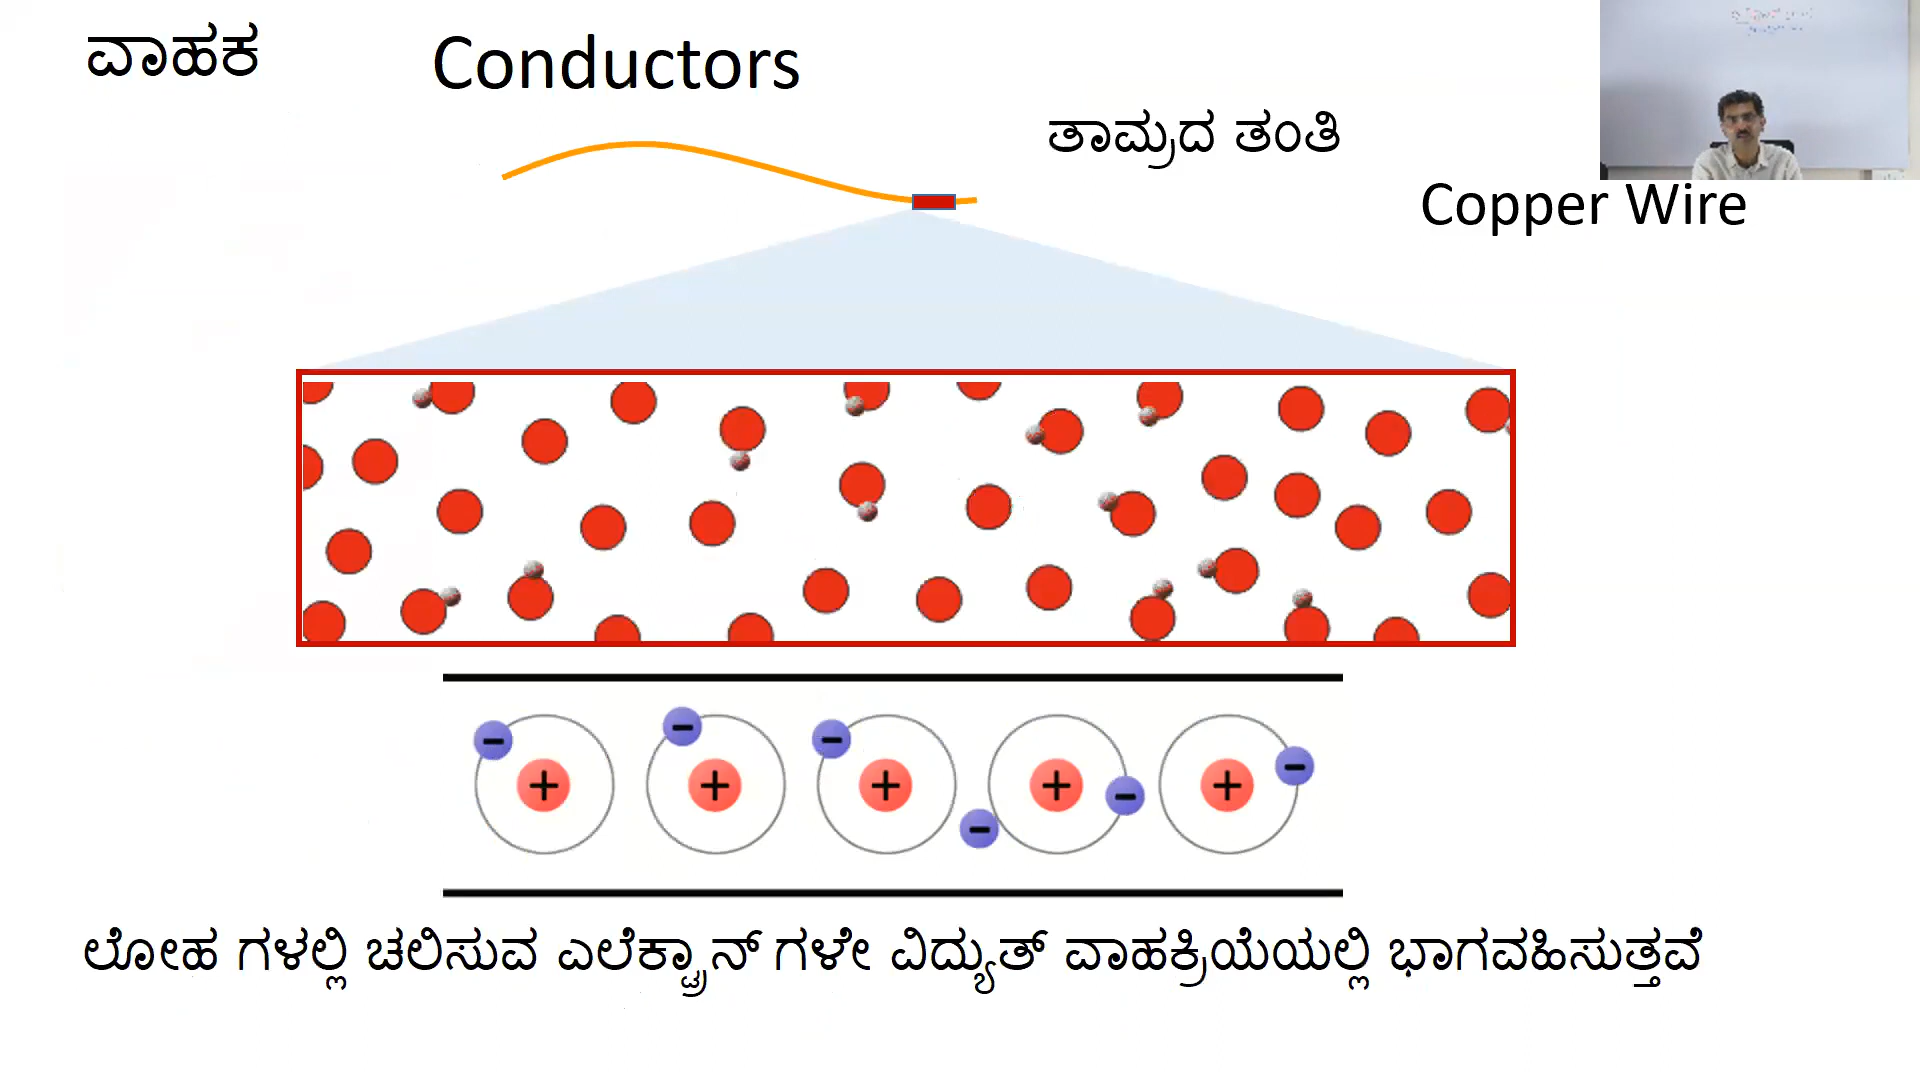 ವಾಹಕ
Conductors
ತಾಮ್ರದ ತಂತಿ
Copper Wire
+ + + + +
- - - - - -
ಲೋಹ ಗಳಲ್ಲಿ ಚಲಿಸುವ ಎಲೆಕ್ಟ್ರಾನ್ ಗಳೇ ವಿದ್ಯುತ್ ವಾಹಕ್ರಿಯೆಯಲ್ಲಿ ಭಾಗವಹಿಸುತ್ತವೆ